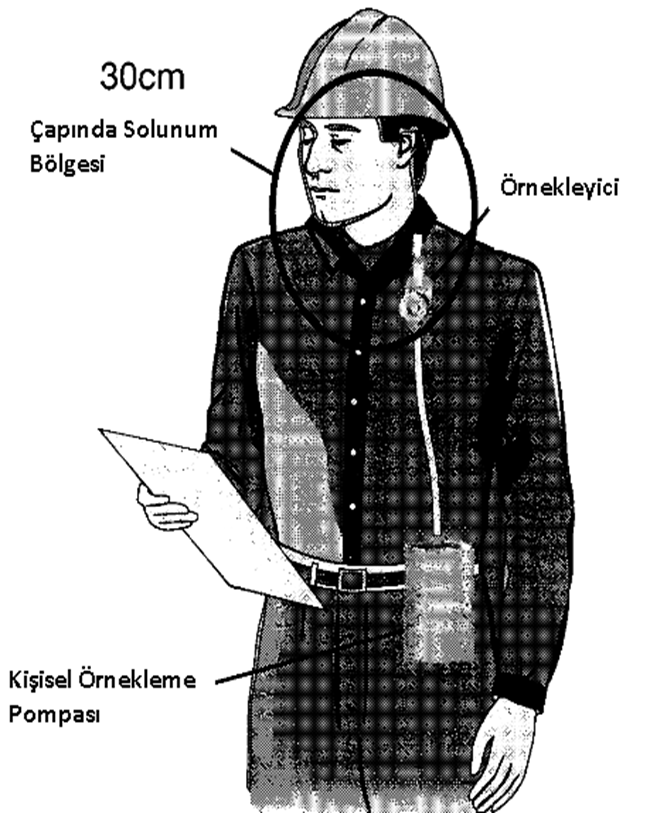 30cm
Çapında Solunum
Bölgesi
Örnekleyici
Kişisel Örnekleme
Pompası